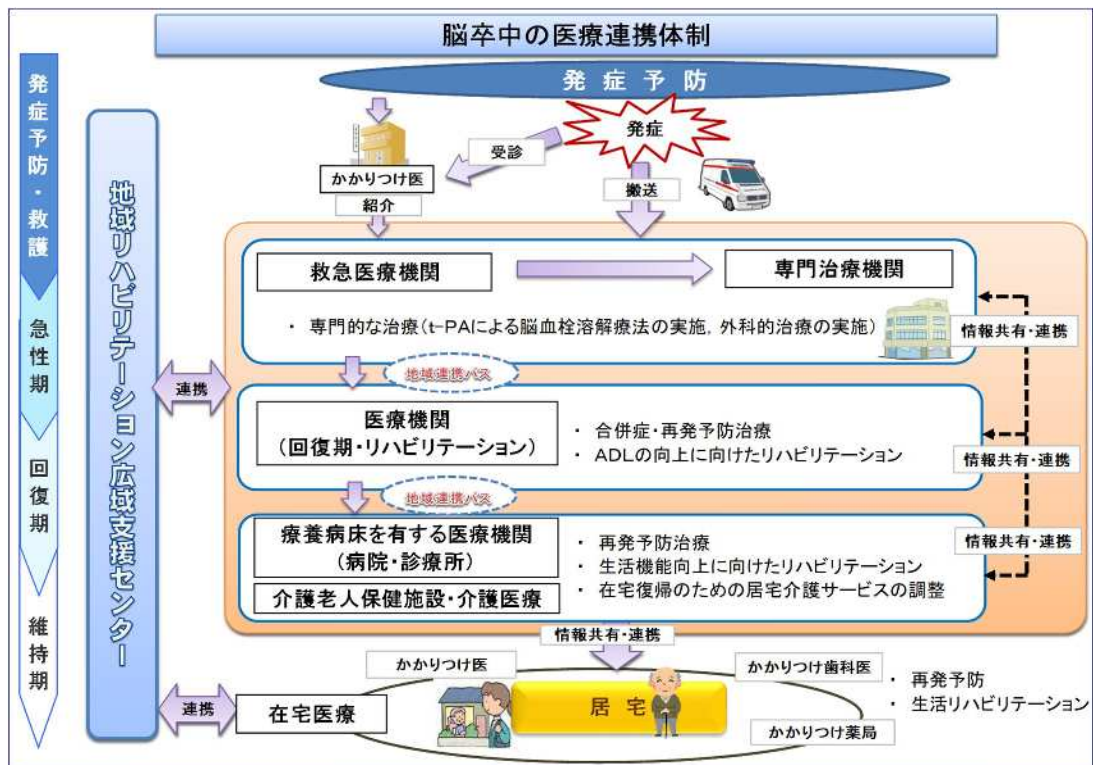 脳卒中の医療連携体制
発症予防
発症予防・救護
急性期
回復期
維持期
地域リハビリテーション広域支援センター
発症
受診
かかりつけ医
紹介
搬送
救急医療機関
専門治療機関
・ 専門的な治療(t-PAによる脳血栓溶解療法の実施，外科的治療の実施)
情報共有・連携
地域連携パス
連携
医療機関
(回復期・リハビリテーション)
・ 合併症・再発予防治療
・ ADLの向上に向けたリハビリテーション
情報共有・連携
地域連携パス
療養病床を有する医療機関
(病院・診療所)
介護老人保健施設・介護医療
・ 再発予防治療
・ 生活機能向上に向けたリハビリテーション
・ 在宅復帰のための居宅介護サービスの調整
情報共有・連携
情報共有・連携
かかりつけ医
かかりつけ歯科医
居宅
・ 再発予防
・ 生活リハビリテーション
連携
在宅医療
かかりつけ薬局